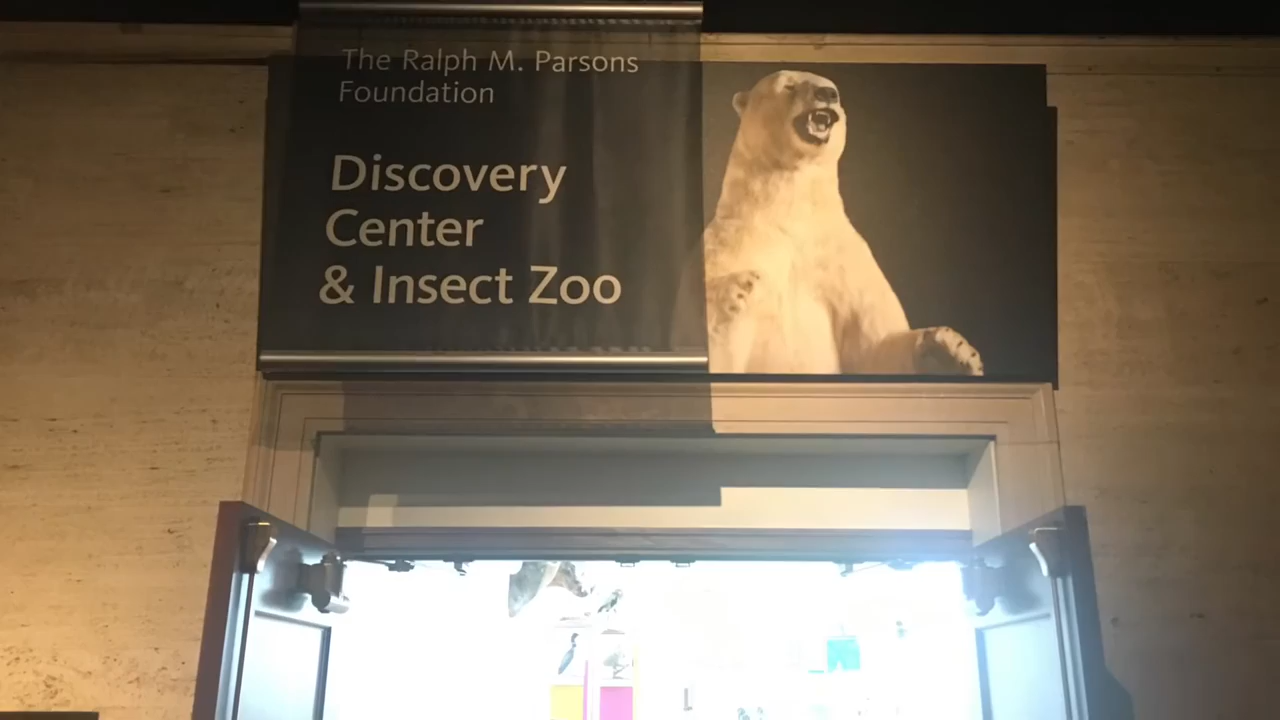 The Ralph M. Parsons
Foundation
Discovery
Center
& Insect Zoo